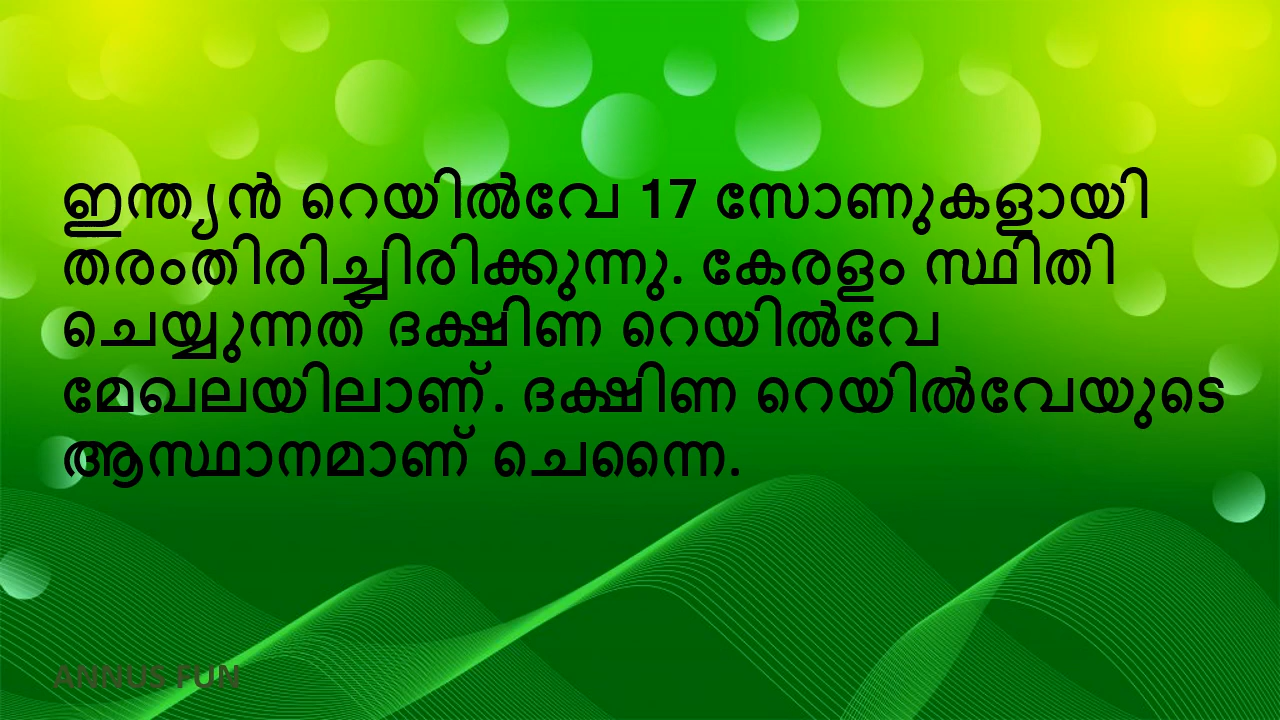 ഇന്ത്യൻ റെയിൽവേ 17 സോണുകളായി
തരംതിരിച്ചിരിക്കുന്നു. കേരളം സ്ഥിതി
ചെയ്യുന്നത് ദക്ഷിണ റെയിൽവേ
മേഖലയിലാണ്. ദക്ഷിണ റെയിൽവേയുടെ
ആസ്ഥാനമാണ് ചെന്നൈ.
ANNUS FUN